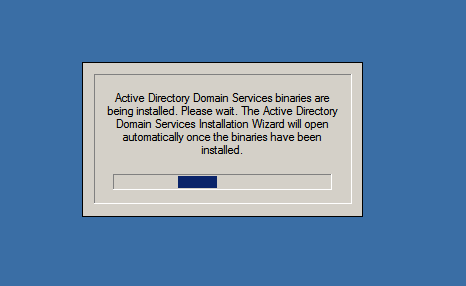 Active Directory Domain Services binaries are
being installed. Please wait. The Active Directory
Domain Services Installation Wizard will open
automatically once the binaries have been
installed.